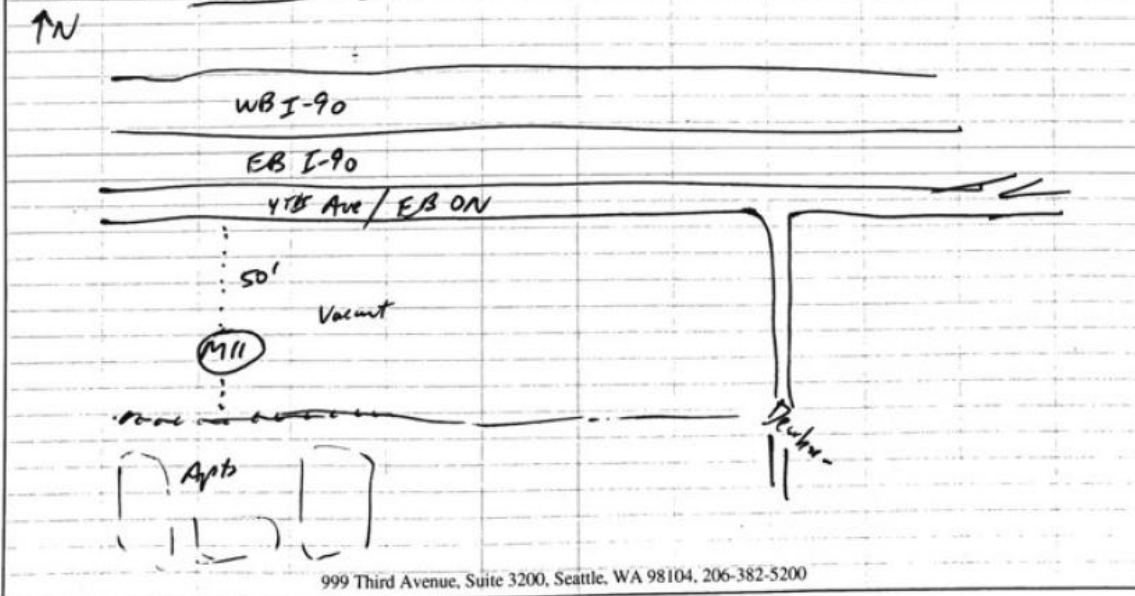 ↑N
WB I-90
EB I-90
4TH Ave / EB ON
50'
Vacant
M11
Apts
999 Third Avenue, Suite 3200, Seattle, WA 98104, 206-382-5200